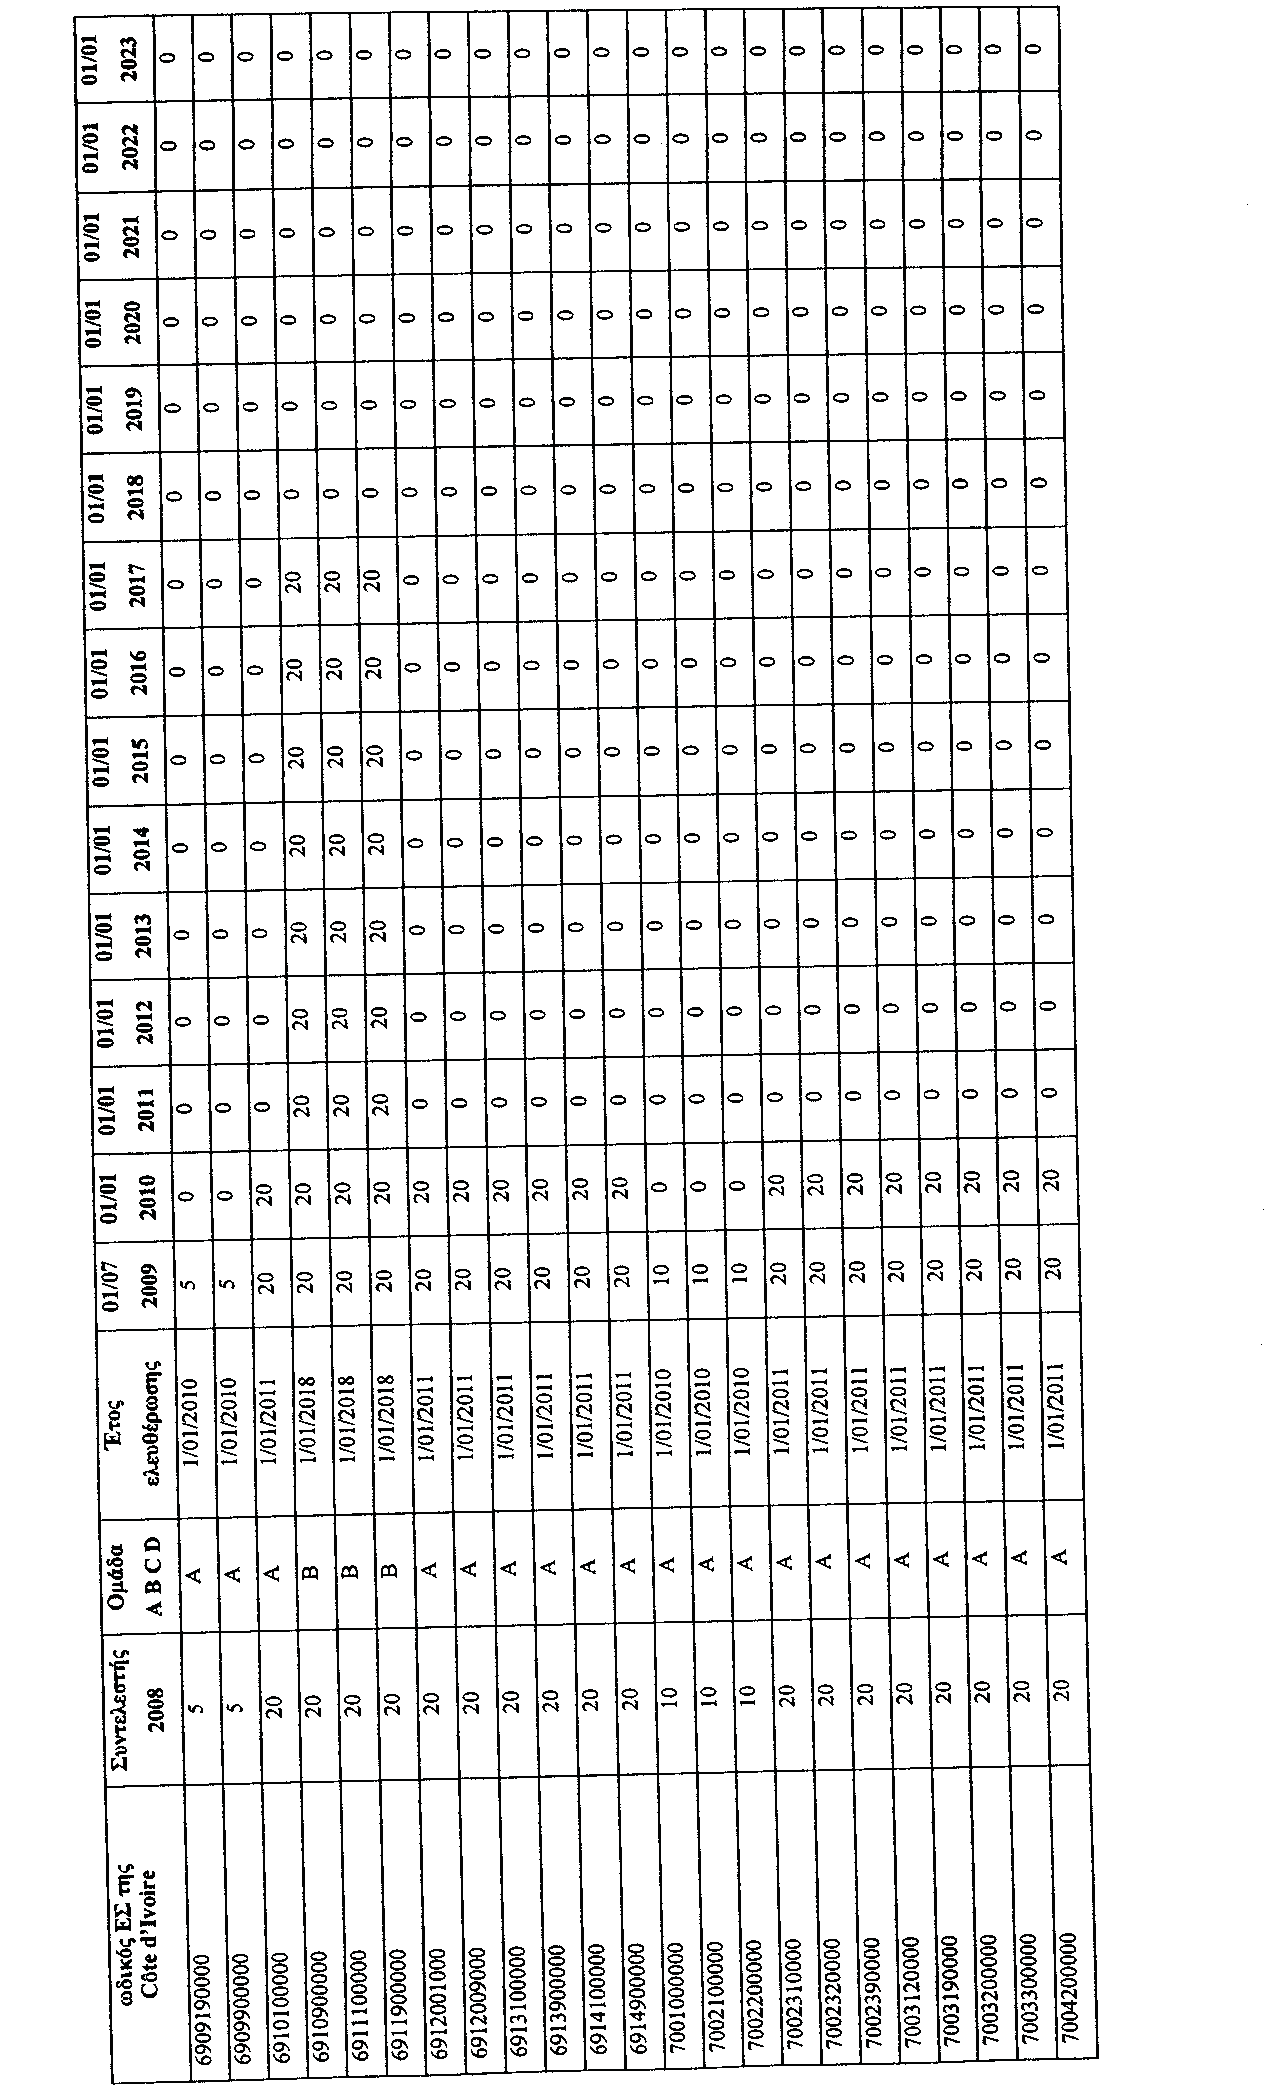 ωδικός ΕΣ της Côte d'Ivoire Συντελεστής 2008 Ομάδα A B C D Έτος ελευθέρωσης 01/07 2009 01/01 2010 01/01 2011 01/01 2012 01/01 2013 01/01 2014 01/01 2015 01/01 2016 01/01 2017 01/01 2018 01/01 2019 01/01 2020 01/01 2021 01/01 2022 01/01 2023
6909190000 5 A 1/01/2010 5 0 0 0 0 0 0 0 0 0 0 0 0 0 0
6909900000 5 A 1/01/2010 5 0 0 0 0 0 0 0 0 0 0 0 0 0 0
6910100000 20 A 1/01/2011 20 20 0 0 0 0 0 0 0 0 0 0 0 0 0
6910900000 20 B 1/01/2018 20 20 20 20 20 20 20 20 20 0 0 0 0 0 0
6911100000 20 B 1/01/2018 20 20 20 20 20 20 20 20 20 0 0 0 0 0 0
6911900000 20 B 1/01/2018 20 20 20 20 20 20 20 20 20 0 0 0 0 0 0
6912001000 20 A 1/01/2011 20 20 0 0 0 0 0 0 0 0 0 0 0 0 0
6912009000 20 A 1/01/2011 20 20 0 0 0 0 0 0 0 0 0 0 0 0 0
6913100000 20 A 1/01/2011 20 20 0 0 0 0 0 0 0 0 0 0 0 0 0
6913900000 20 A 1/01/2011 20 20 0 0 0 0 0 0 0 0 0 0 0 0 0
6914100000 20 A 1/01/2011 20 20 0 0 0 0 0 0 0 0 0 0 0 0 0
6914900000 20 A 1/01/2011 20 20 0 0 0 0 0 0 0 0 0 0 0 0 0
7001000000 10 A 1/01/2010 10 0 0 0 0 0 0 0 0 0 0 0 0 0 0
7002100000 10 A 1/01/2010 10 0 0 0 0 0 0 0 0 0 0 0 0 0 0
7002200000 10 A 1/01/2010 10 0 0 0 0 0 0 0 0 0 0 0 0 0 0
7002310000 20 A 1/01/2011 20 20 0 0 0 0 0 0 0 0 0 0 0 0 0
7002320000 20 A 1/01/2011 20 20 0 0 0 0 0 0 0 0 0 0 0 0 0
7002390000 20 A 1/01/2011 20 20 0 0 0 0 0 0 0 0 0 0 0 0 0
7003120000 20 A 1/01/2011 20 20 0 0 0 0 0 0 0 0 0 0 0 0 0
7003190000 20 A 1/01/2011 20 20 0 0 0 0 0 0 0 0 0 0 0 0 0
7003200000 20 A 1/01/2011 20 20 0 0 0 0 0 0 0 0 0 0 0 0 0
7003300000 20 A 1/01/2011 20 20 0 0 0 0 0 0 0 0 0 0 0 0 0
7004200000 20 A 1/01/2011 20 20 0 0 0 0 0 0 0 0 0 0 0 0 0